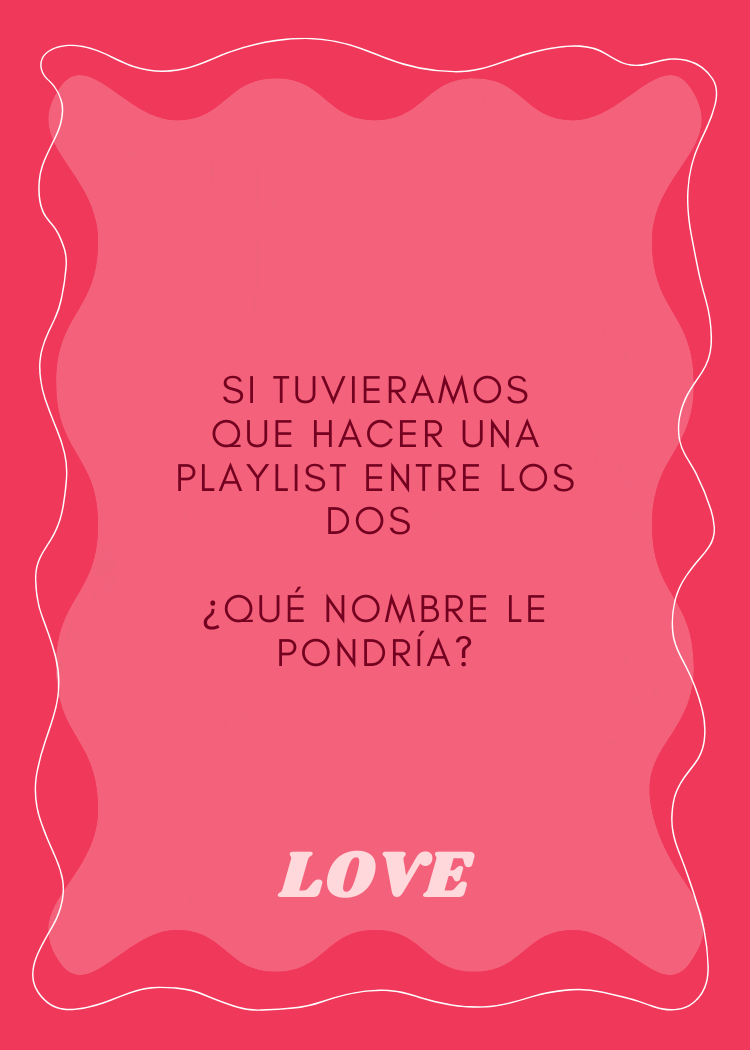 SI TUVIERAMOS
QUE HACER UNA
PLAYLIST ENTRE LOS
DOS
¿QUÉ NOMBRE LE
PONDRÍA?
LOVE